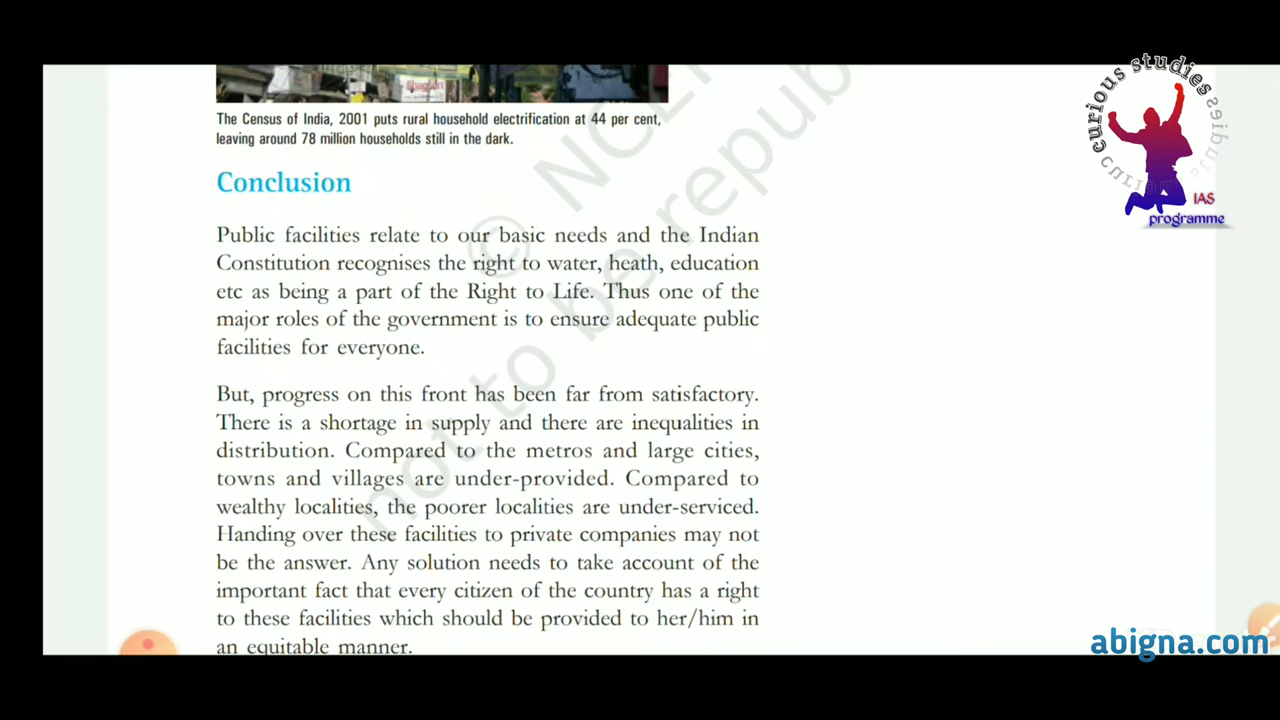 Shagun
The Census of India, 2001 puts rural household electrification at 44 per cent,
leaving around 78 million households still in the dark.
Conclusion
Public facilities relate to our basic needs and the Indian
Constitution recognises the right to water, heath, education
etc as being a part of the Right to Life. Thus one of the
major roles of the government is to ensure adequate public
facilities for everyone.
But, progress on this front has been far from satisfactory.
There is a shortage in supply and there are inequalities in
distribution. Compared to the metros and large cities,
towns and villages are under-provided. Compared to
wealthy localities, the poorer localities are under-serviced.
Handing over these facilities to private companies may not
be the answer. Any solution needs to take account of the
important fact that every citizen of the country has a right
to these facilities which should be provided to her/him in
an equitable manner.
not to be repub
curious studies
IAS
programme
abigna.com